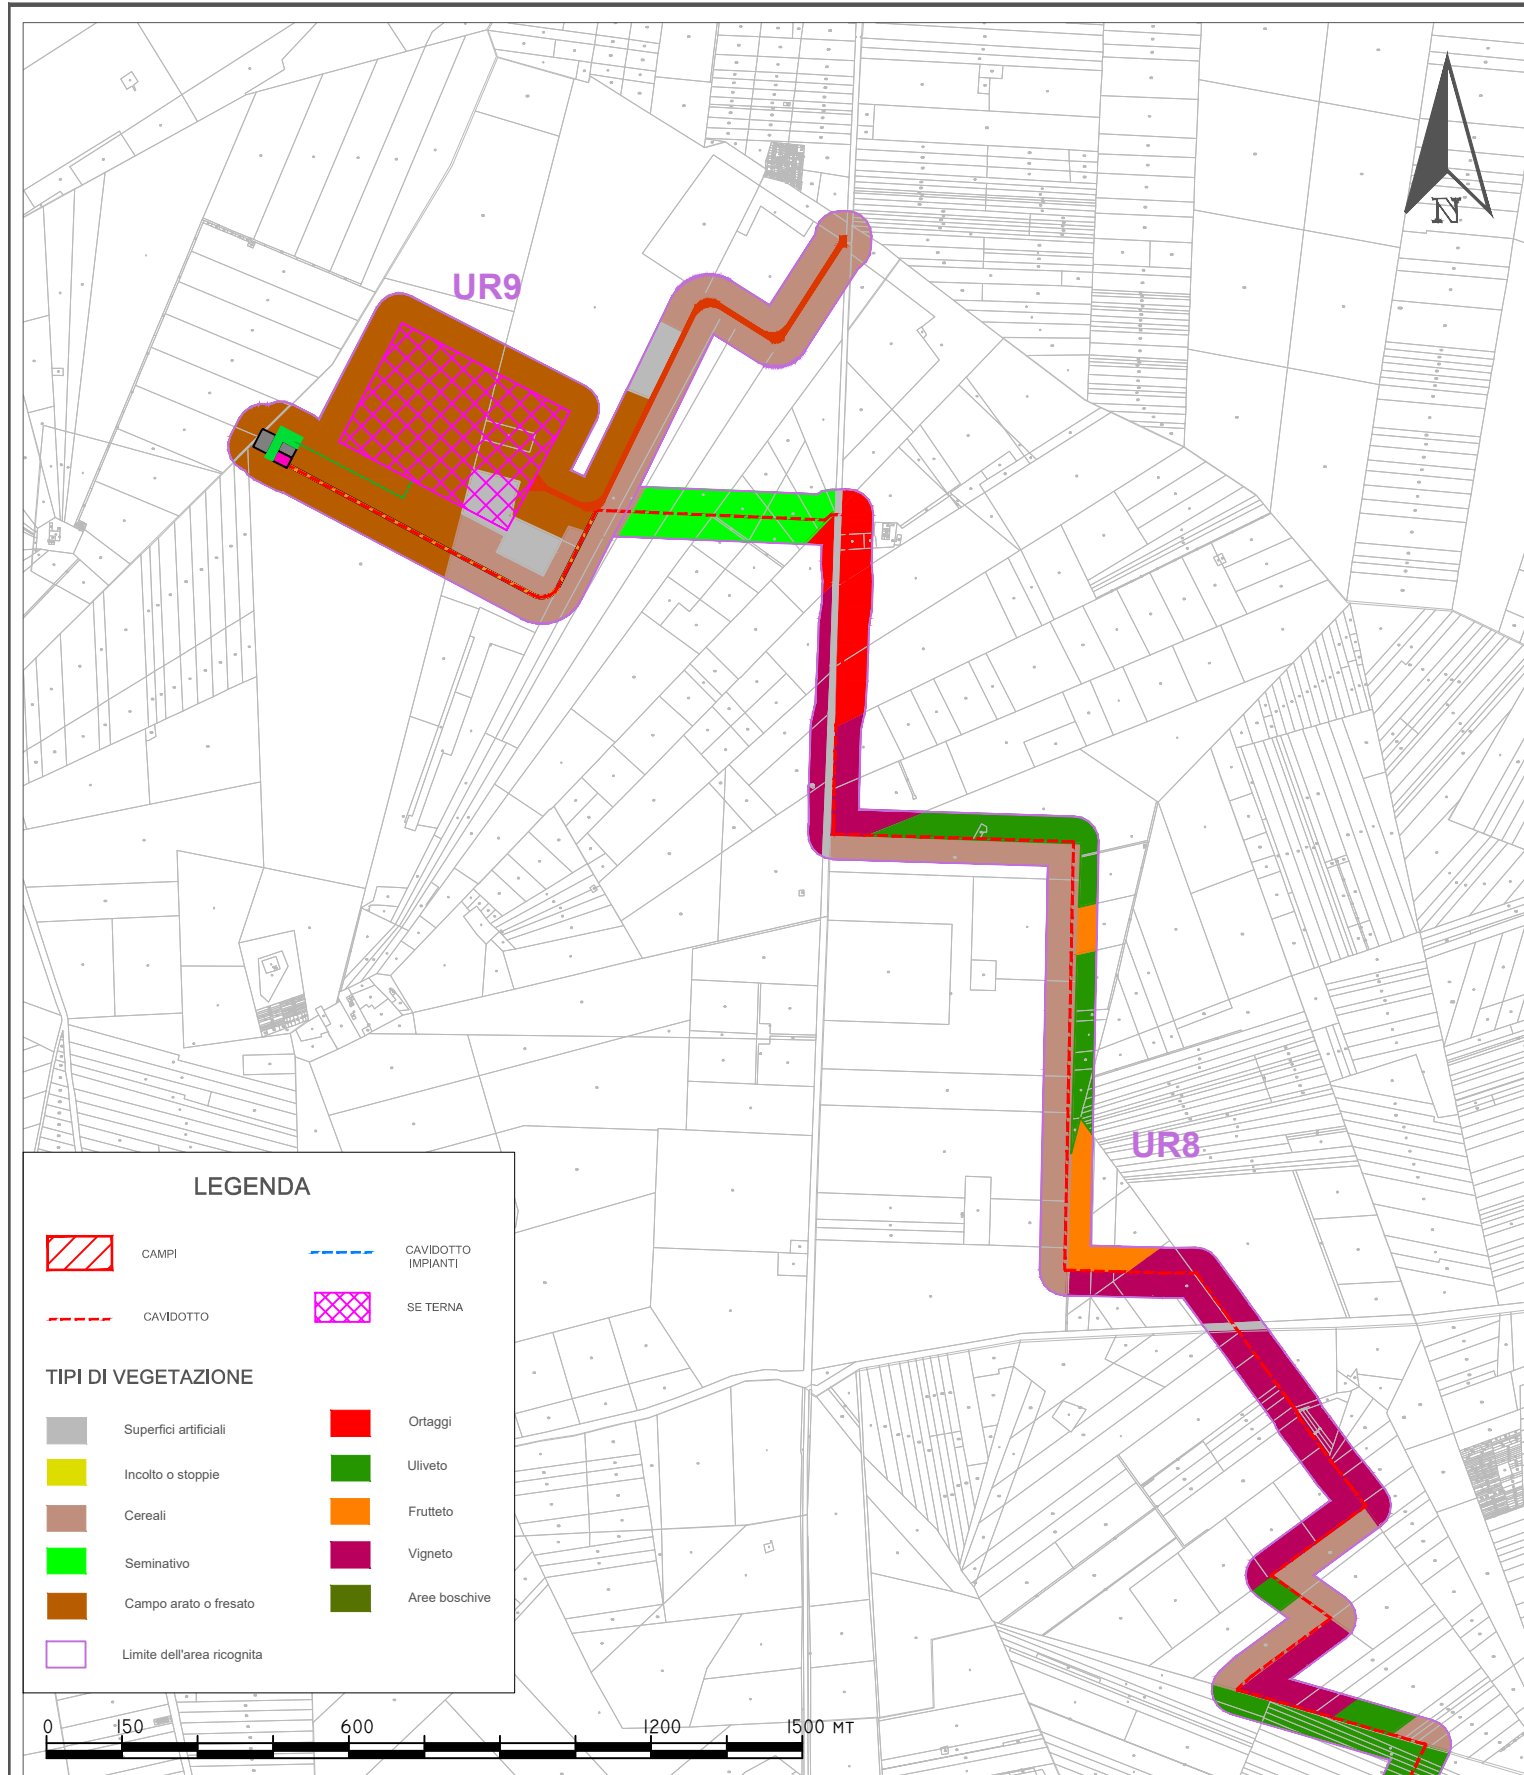 N
UR9
UR8
LEGENDA
CAMPI
CAVIDOTTO
IMPIANTI
CAVIDOTTO
SE TERNA
TIPI DI VEGETAZIONE
Superfici artificiali
Ortaggi
Incolto o stoppie
Uliveto
Cereali
Frutteto
Seminativo
Vigneto
Campo arato o fresato
Aree boschive
Limite dell'area ricognita
0 150 600 1200 1500 MT